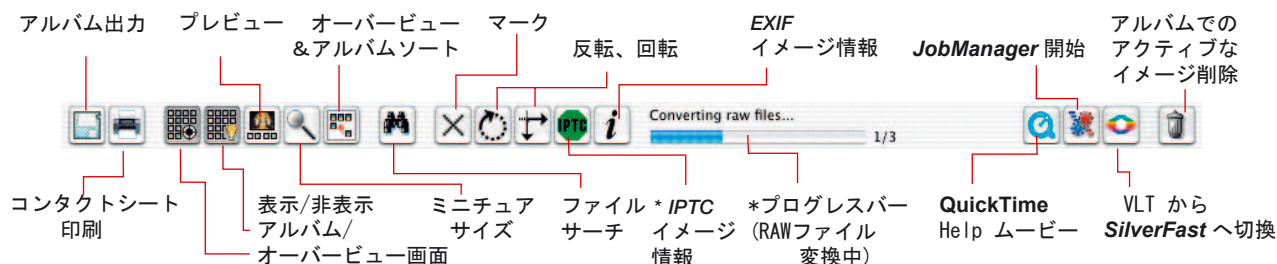 アルバム出力
プレビュー
オーバービュー
&アルバムソート
マーク
反転、回転
EXIF
イメージ情報
JobManager 開始
アルバムでの
アクティブな
イメージ削除
IPTC
i
Converting raw files...
1/3
コンタクトシート
印刷
表示/非表示
アルバム/
オーバービュー画面
ミニチュア
サイズ
ファイル
サーチ
* IPTC
イメージ
情報
*プログレスバー
(RAWファイル
変換中)
QuickTime
Help ムービー
VLT から
SilverFast へ切換